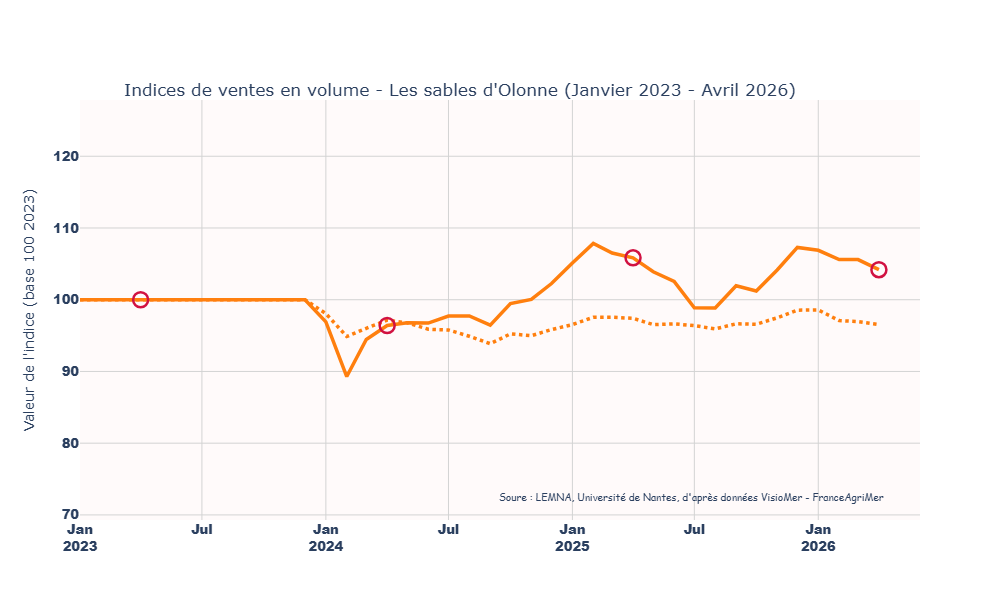 Indices de ventes en volume - Les sables d'Olonne (Janvier 2023 - Avril 2026)
Valeur de l'indice (base 100 2023)
120
110
100
90
80
70
Soure : LEMNA, Université de Nantes, d'après données VisioMer - FranceAgriMer
Jan Jul Jan Jul Jan Jul Jan
2023 2024 2025 2026